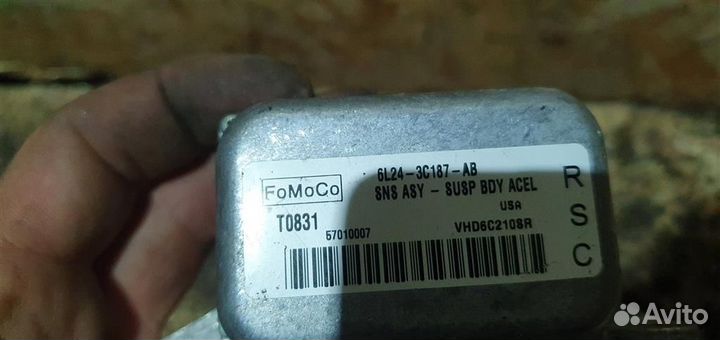 6L24-3C187-AB
FoMoCo
SNS ASY - SUSP BDY ACEL
USA
T0831
57010007
VHD6C2108R
R
S
C
Avito